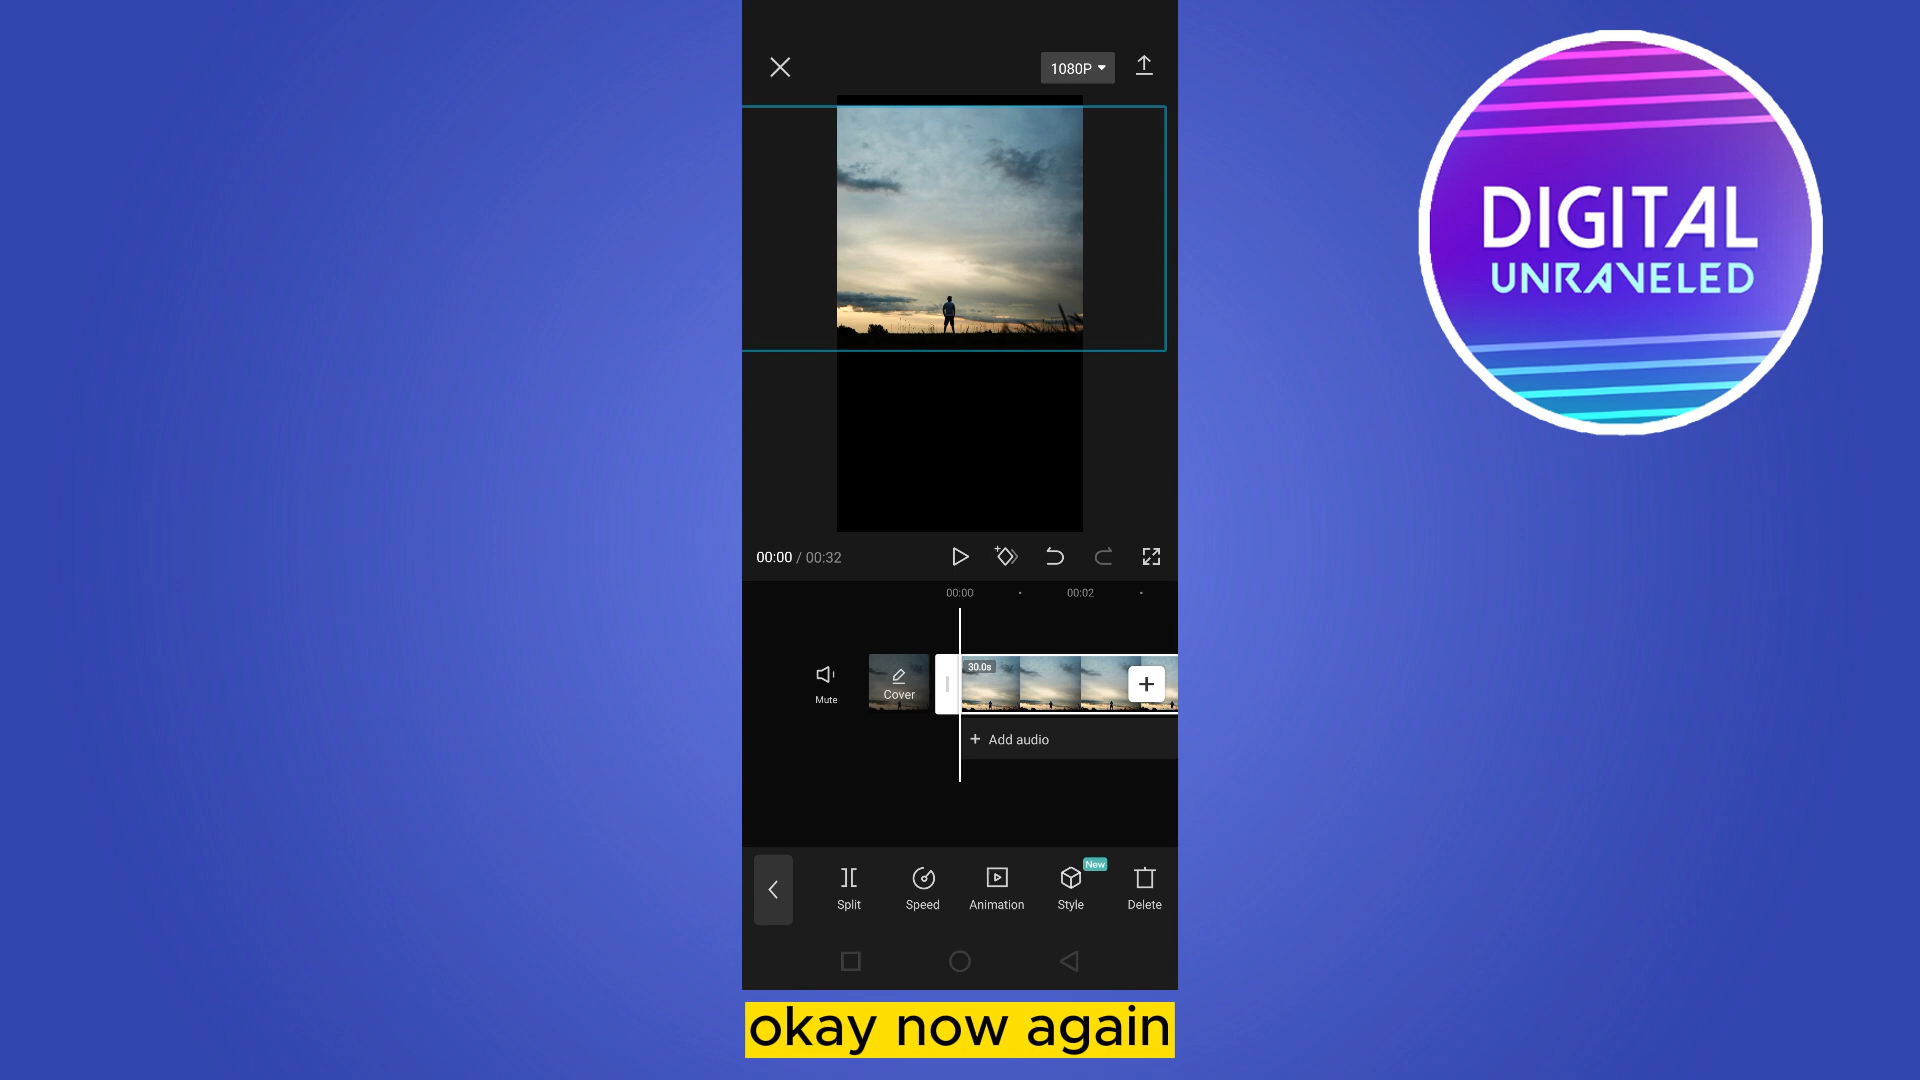 1080P
DIGITAL
UNRAVELED
00:00 / 00:32
00:00
00:02
30.0s
Mute
Cover
+ Add audio
New
Split
Speed
Animation
Style
Delete
okay now again